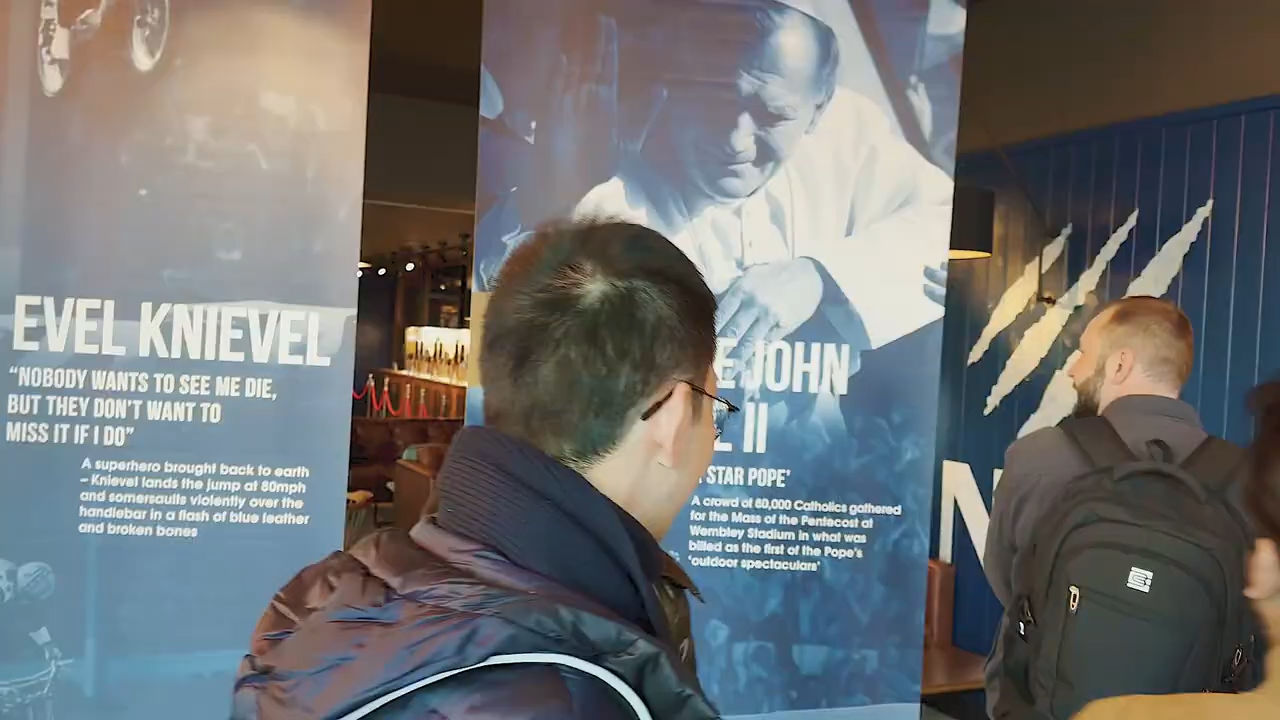 EVEL KNIEVEL
“NOBODY WANTS TO SEE ME DIE,
BUT THEY DON’T WANT TO
MISS IT IF I DO”
A superhero brought back to earth
– Knievel lands the jump at 80mph
and somersaults violently over the
handlebar in a flash of blue leather
and broken bones
E JOHN
L II
STAR POPE’
A crowd of 80,000 Catholics gathered
for the Mass of the Pentecost at
Wembley Stadium in what was
billed as the first of the Pope’s
‘outdoor spectaculars’
N